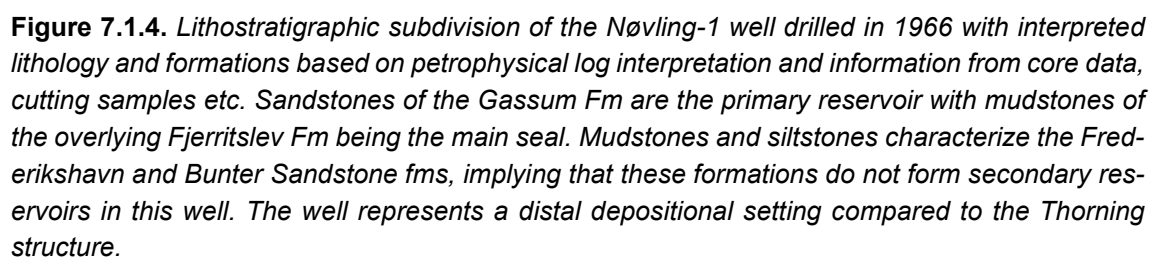 Figure 7.1.4. Lithostratigraphic subdivision of the Nøvling-1 well drilled in 1966 with interpreted
lithology and formations based on petrophysical log interpretation and information from core data,
cutting samples etc. Sandstones of the Gassum Fm are the primary reservoir with mudstones of
the overlying Fjerritslev Fm being the main seal. Mudstones and siltstones characterize the Fred-
erikshavn and Bunter Sandstone fms, implying that these formations do not form secondary res-
ervoirs in this well. The well represents a distal depositional setting compared to the Thorning
structure.